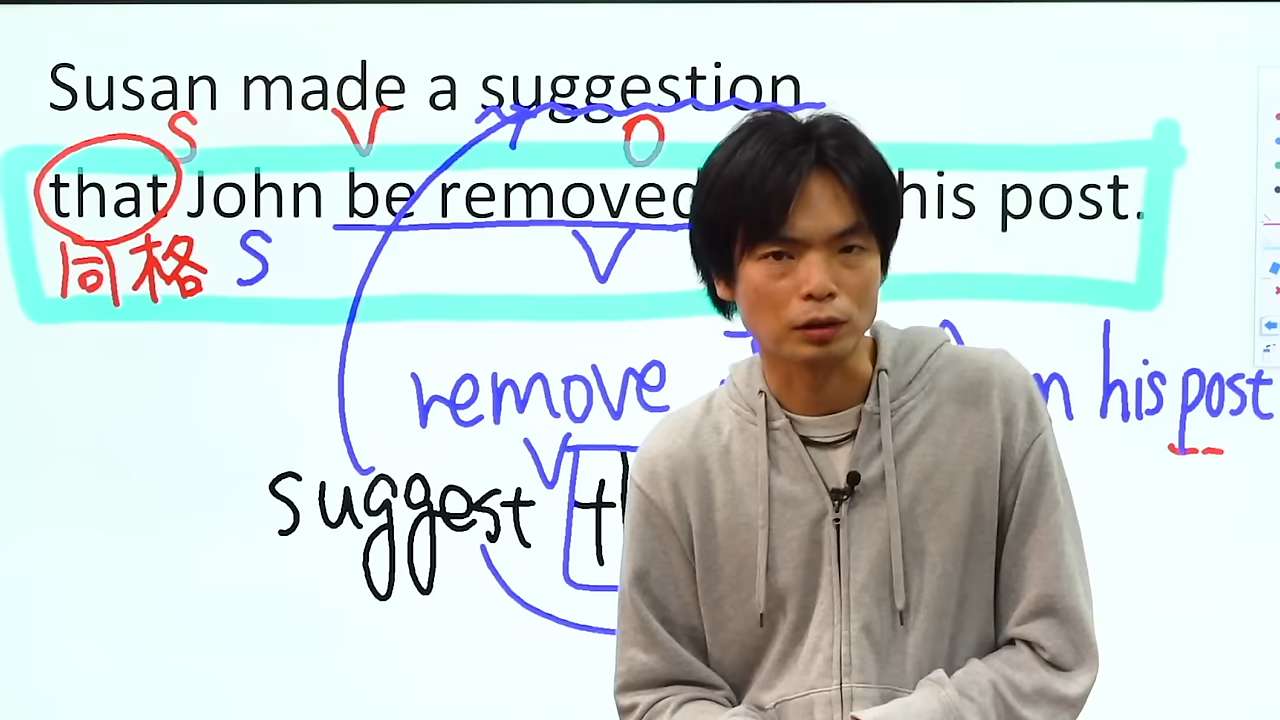 Susan made a suggestion
S V O
that John be removed his post.
同格 S V
remove n his post
V
suggest t